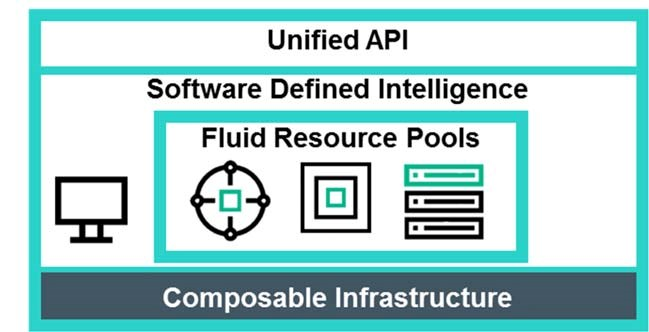 Unified API
Software Defined Intelligence
Fluid Resource Pools
Composable Infrastructure